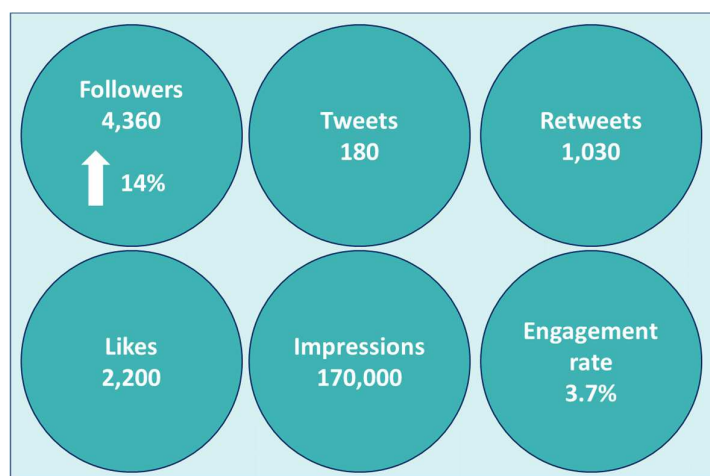 Followers
4,360
14%
Tweets
180
Retweets
1,030
Likes
2,200
Impressions
170,000
Engagement
rate
3.7%